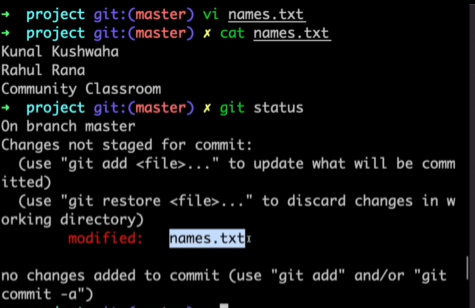 ➜ project git:(master) vi names.txt
➜ project git:(master) ✗ cat names.txt
Kunal Kushwaha
Rahul Rana
Community Classroom
➜ project git:(master) ✗ git status
On branch master
Changes not staged for commit:
(use "git add <file>..." to update what will be comm
itted)
(use "git restore <file>..." to discard changes in w
orking directory)
modified: names.txt
no changes added to commit (use "git add" and/or "git
commit -a")